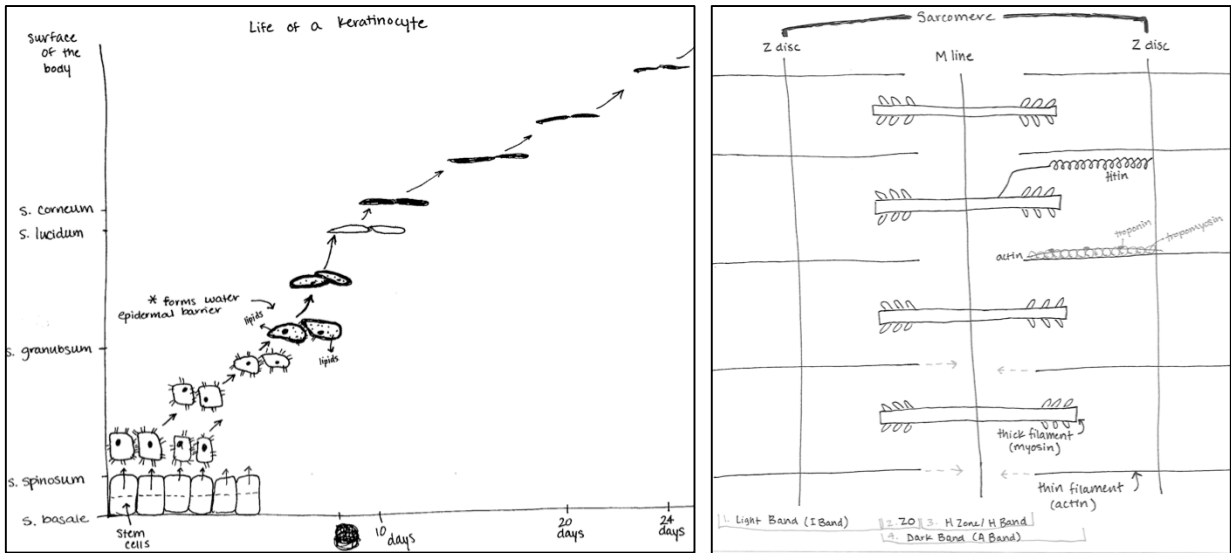 Life of a Keratinocyte
Surface
of the
body
S. corneum
S. lucidum
* forms water
epidermal barrier
lipids
lipids
S. granubsum
S. spinosum
S. basale
Stem
cells
10
days
20
days
24
days
Sarcomere
Z disc
M line
Z disc
titin
troponin
tropomyosin
actin
thick filament
(myosin)
thin filament
(actin)
1. Light Band (I Band)
2. ZO
3. H Zone/H Band
4. Dark Band (A Band)